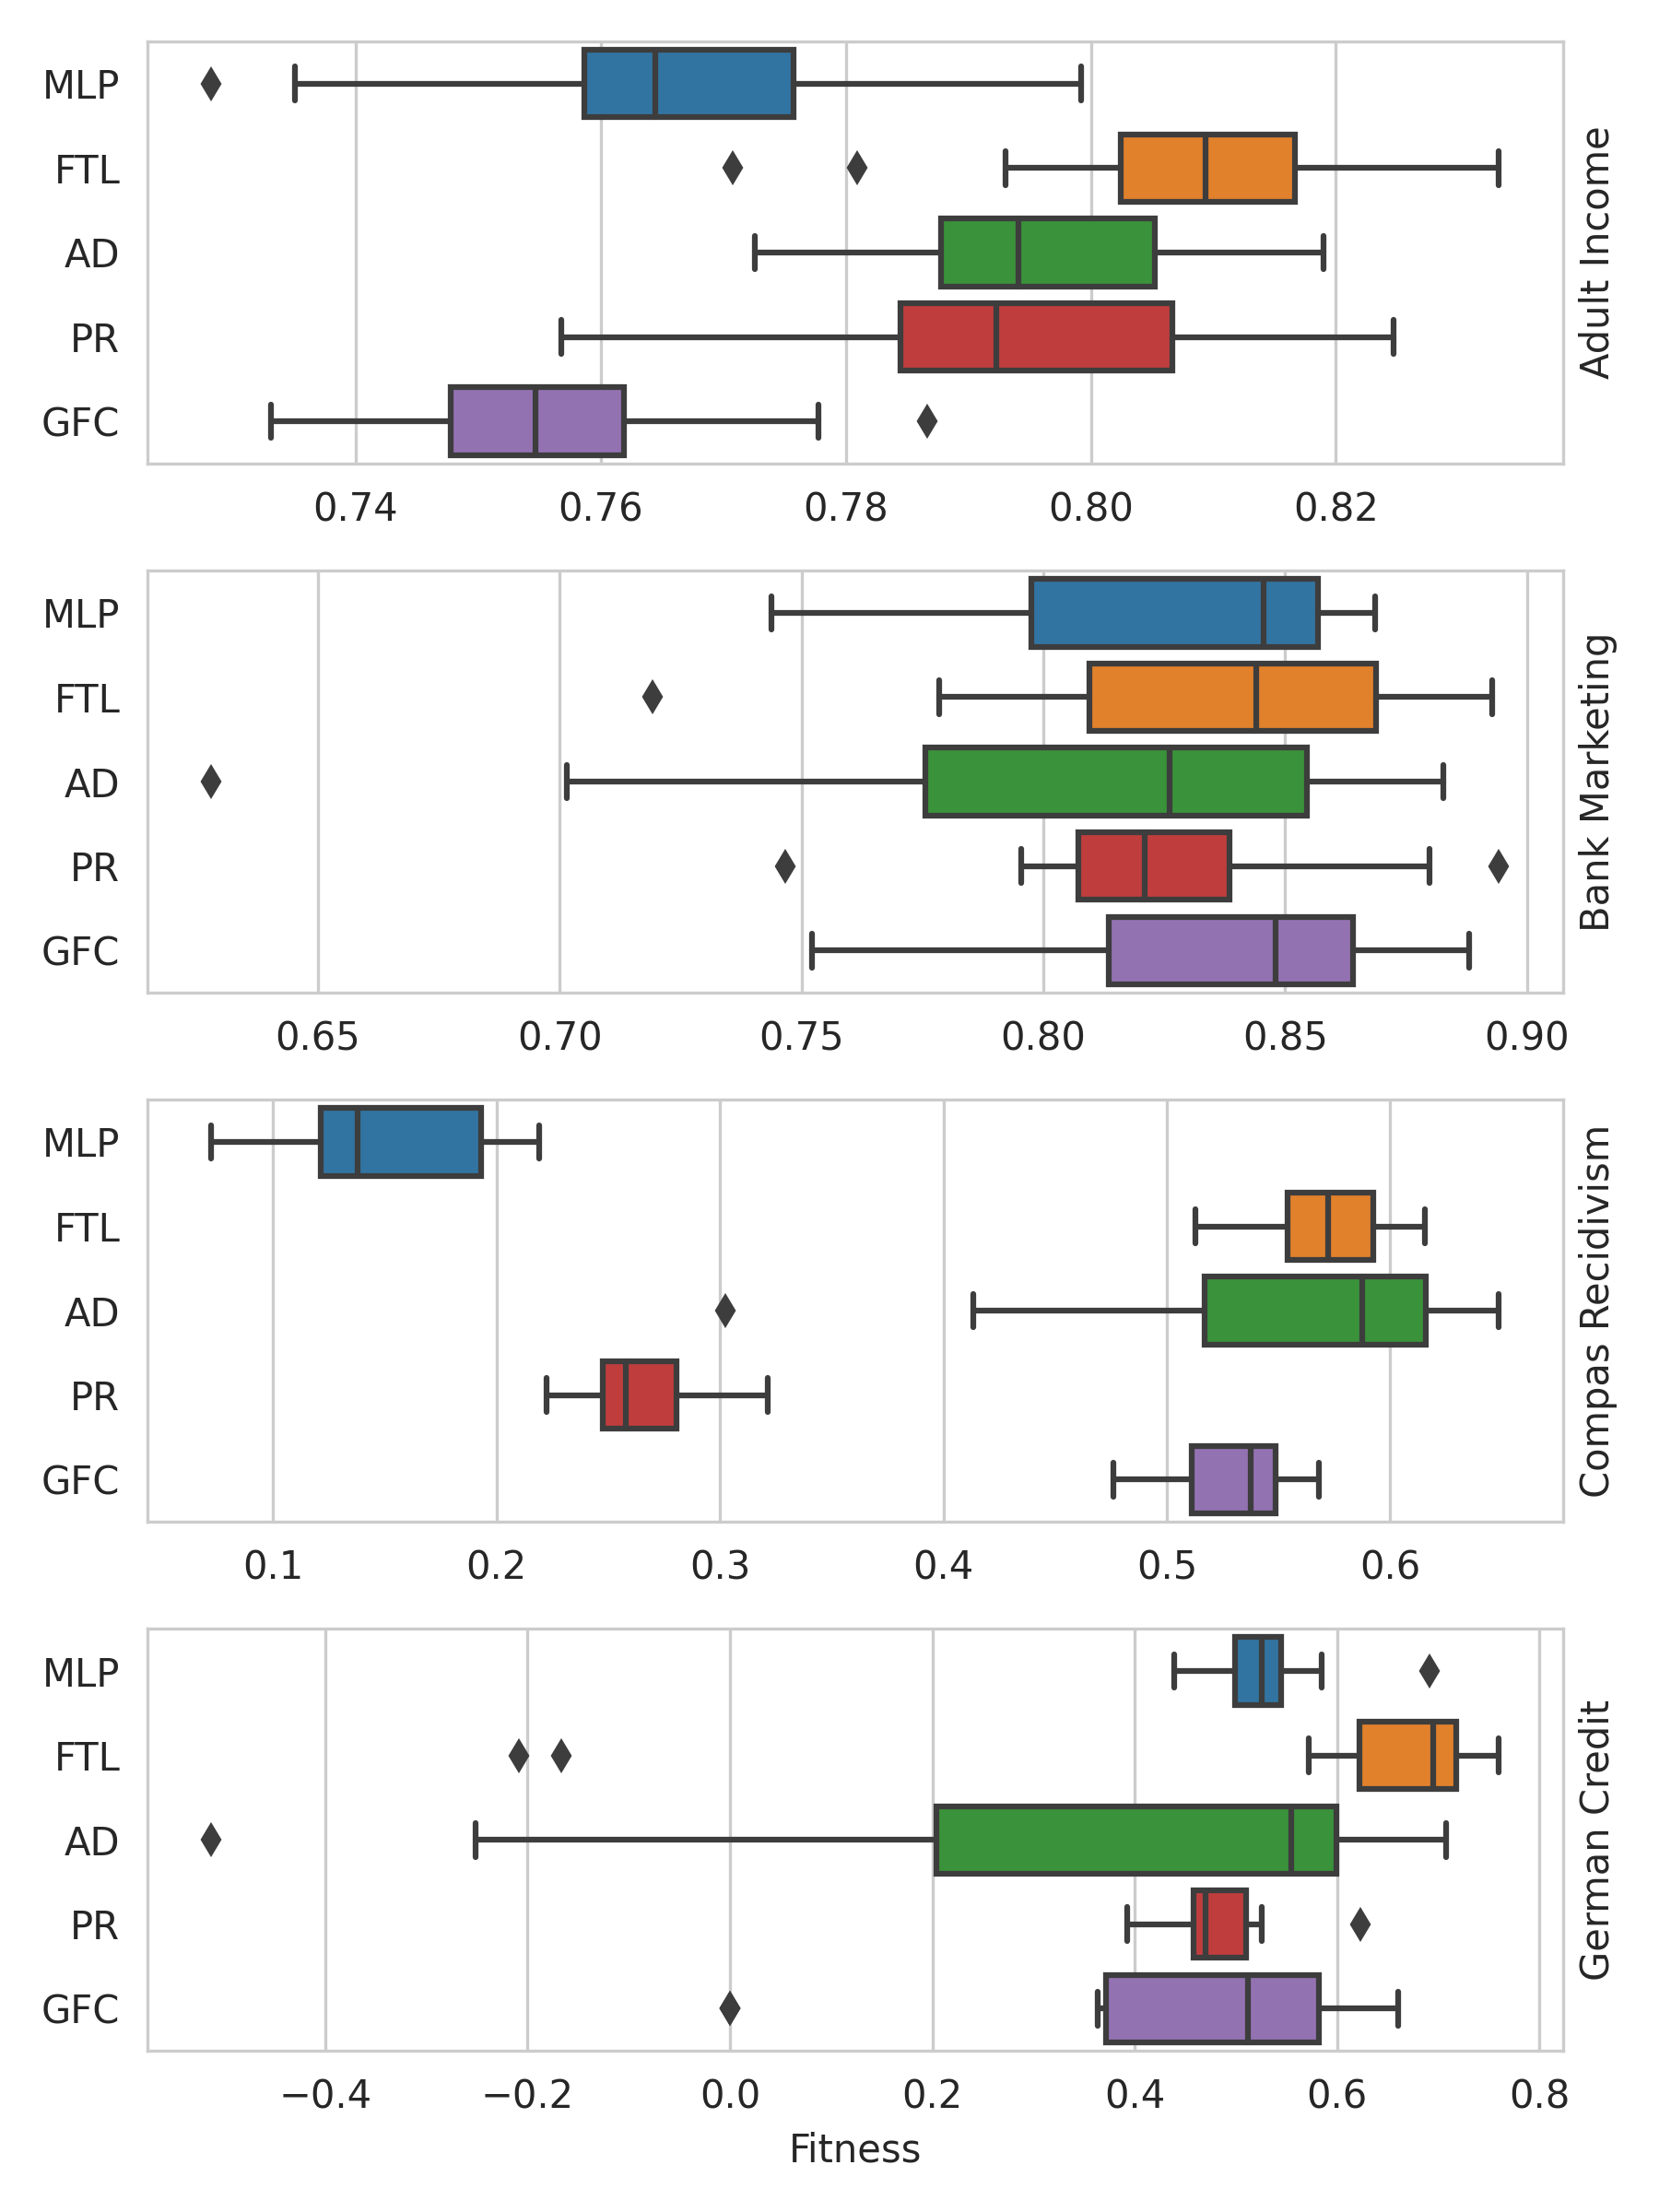 MLP
FTL
AD
PR
GFC
Adult Income
0.74 0.76 0.78 0.80 0.82
MLP
FTL
AD
PR
GFC
Bank Marketing
0.65 0.70 0.75 0.80 0.85 0.90
MLP
FTL
AD
PR
GFC
Compas Recidivism
0.1 0.2 0.3 0.4 0.5 0.6
MLP
FTL
AD
PR
GFC
German Credit
−0.4 −0.2 0.0 0.2 0.4 0.6 0.8
Fitness